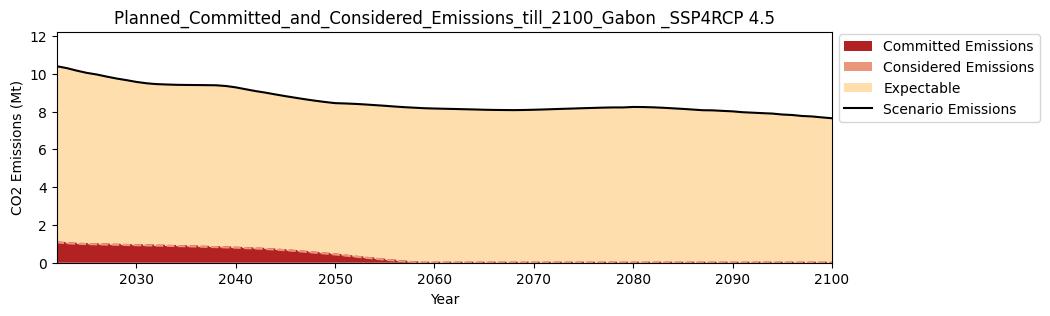 Planned_Committed_and_Considered_Emissions_till_2100_Gabon _SSP4RCP 4.5
12
10
8
6
4
2
0
CO2 Emissions (Mt)
2030
2040
2050
2060
2070
2080
2090
2100
Year
Committed Emissions
Considered Emissions
Expectable
Scenario Emissions